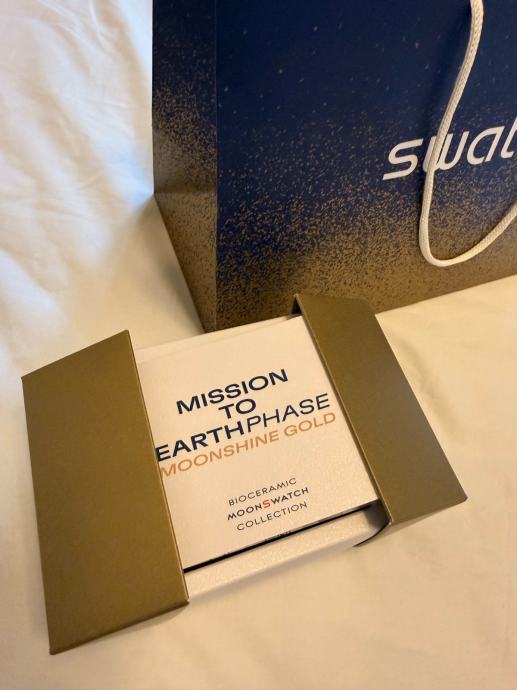 swat
MISSION
TO
EARTHPHASE
MOONSHINE GOLD
BIOCERAMIC
MOONSWATCH
COLLECTION